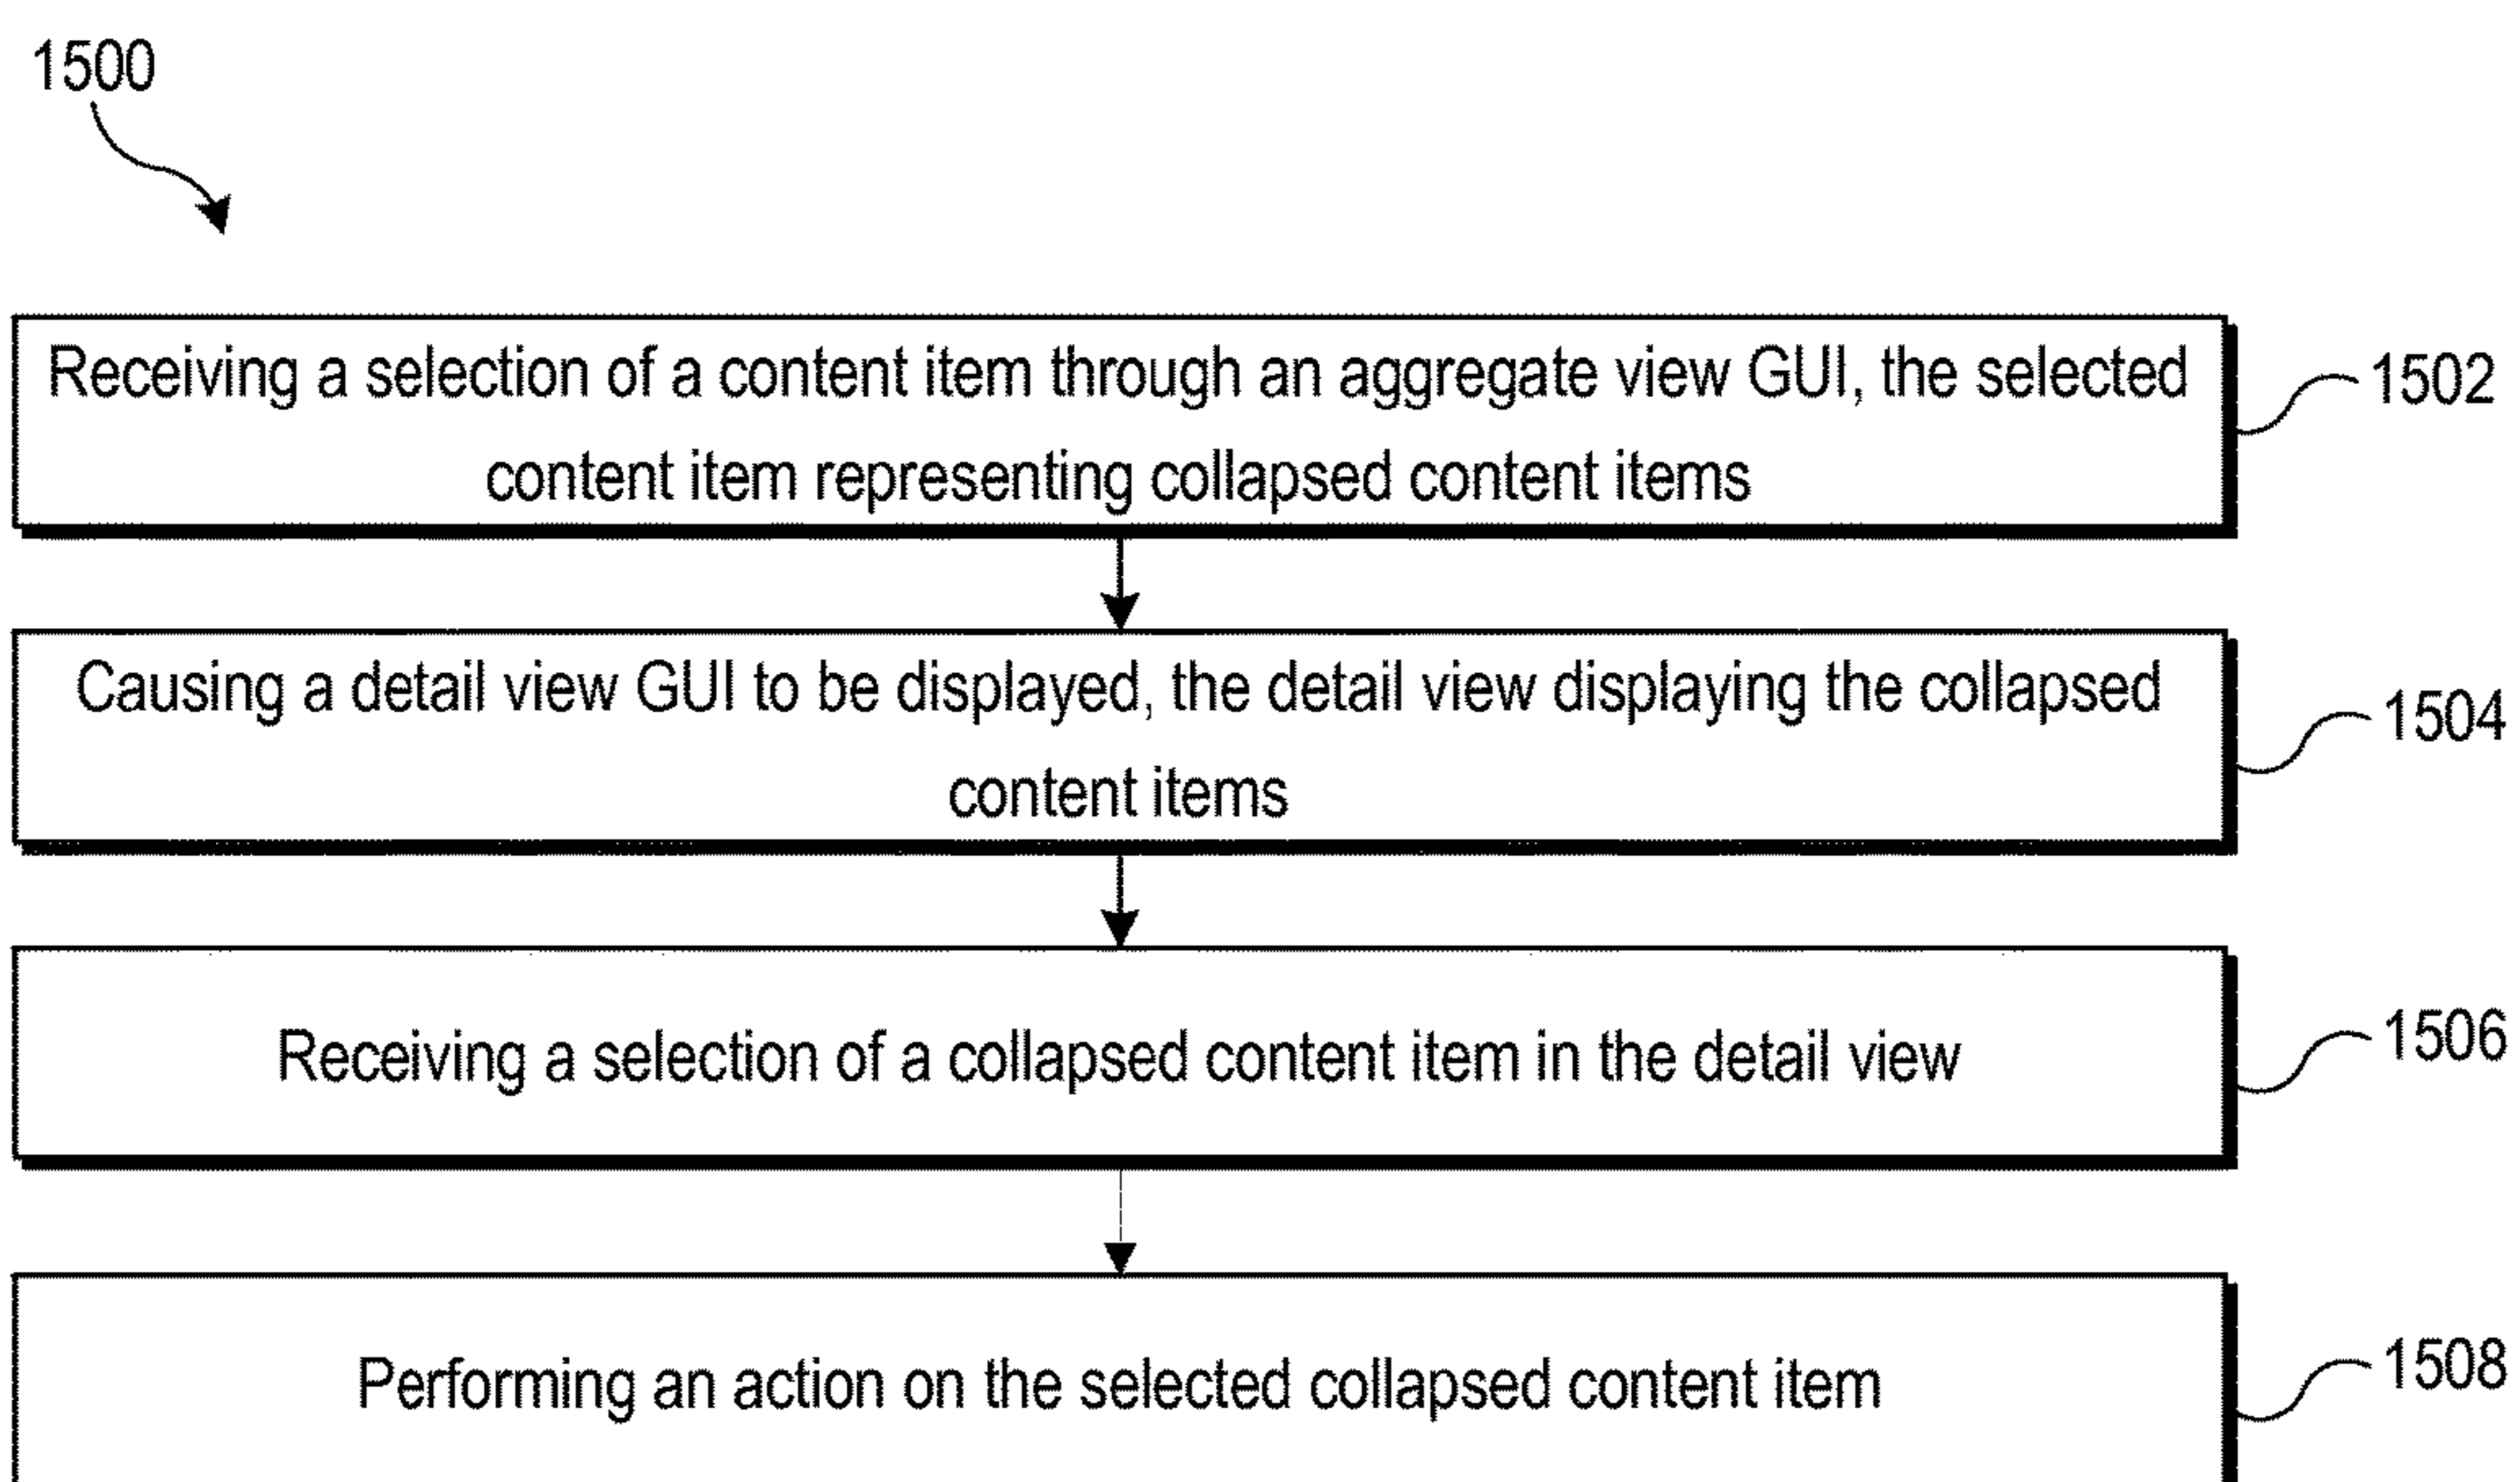 1500
Receiving a selection of a content item through an aggregate view GUI, the selected
content item representing collapsed content items
1502
Causing a detail view GUI to be displayed, the detail view displaying the collapsed
content items
1504
Receiving a selection of a collapsed content item in the detail view
1506
Performing an action on the selected collapsed content item
1508